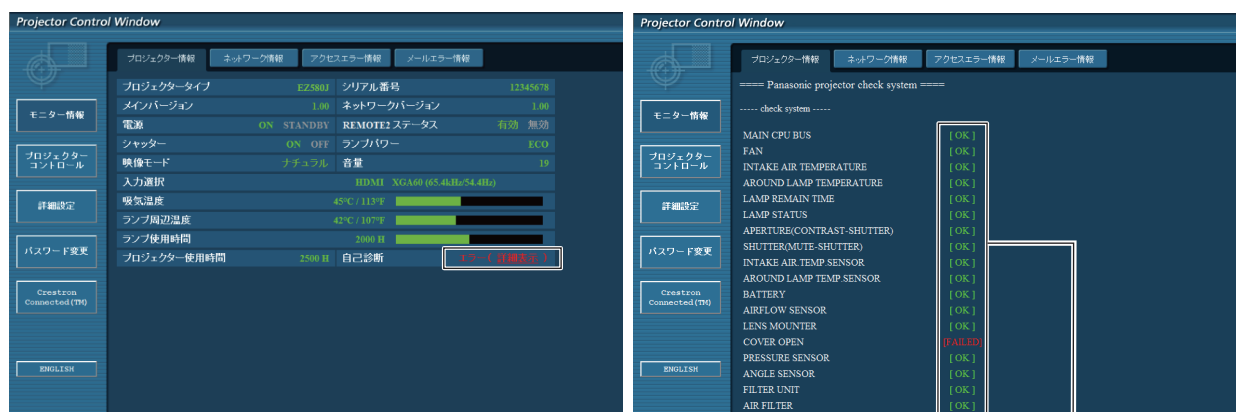 Projector Control Window
プロジェクター情報 ネットワーク情報 アクセスエラー情報 メールエラー情報
プロジェクタータイプ EZ580J シリアル番号 12345678
メインバージョン 1.00 ネットワークバージョン 1.00
電源 ON STANDBY REMOTE2 ステータス 有効 無効
シャッター ON OFF ランプパワー ECO
映像モード ナチュラル 音量 19
入力選択 HDMI XGA60 (65.4kHz/54.4Hz)
吸気温度 45°C / 113°F
ランプ周辺温度 42°C / 107°F
ランプ使用時間 2000 H
プロジェクター使用時間 2500 H 自己診断 エラー ( 詳細表示 )
モニター情報
プロジェクター
コントロール
詳細設定
パスワード変更
Crestron
Connected(TM)
ENGLISH
Projector Control Window
プロジェクター情報 ネットワーク情報 アクセスエラー情報 メールエラー情報
==== Panasonic projector check system ====
----- check system -----
MAIN CPU BUS [ OK ]
FAN [ OK ]
INTAKE AIR TEMPERATURE [ OK ]
AROUND LAMP TEMPERATURE [ OK ]
LAMP REMAIN TIME [ OK ]
LAMP STATUS [ OK ]
APERTURE(CONTRAST-SHUTTER) [ OK ]
SHUTTER(MUTE-SHUTTER) [ OK ]
INTAKE AIR.TEMP.SENSOR [ OK ]
AROUND LAMP TEMP.SENSOR [ OK ]
BATTERY [ OK ]
AIRFLOW SENSOR [ OK ]
LENS MOUNTER [ OK ]
COVER OPEN [FAILED]
PRESSURE SENSOR [ OK ]
ANGLE SENSOR [ OK ]
FILTER UNIT [ OK ]
AIR FILTER [ OK ]
モニター情報
プロジェクター
コントロール
詳細設定
パスワード変更
Crestron
Connected(TM)
ENGLISH